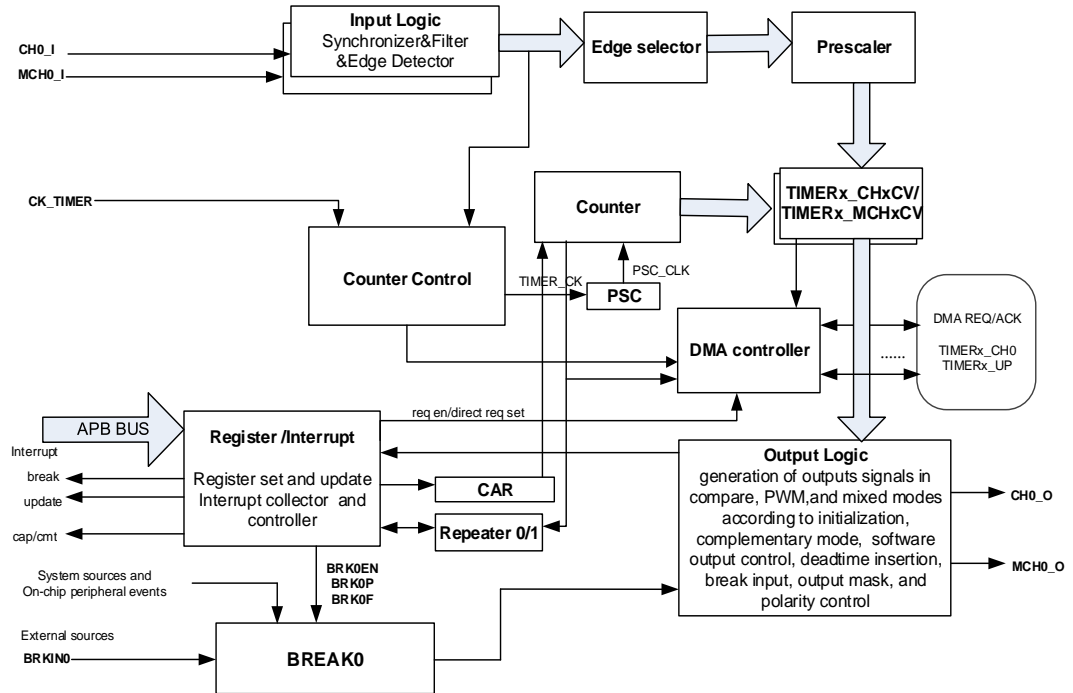 Input Logic
Synchronizer&Filter
&Edge Detector
CH0_I
MCH0_I
Edge selector
Prescaler
CK_TIMER
Counter
TIMERx_CHxCV/
TIMERx_MCHxCV
Counter Control
TIMER_CK
PSC_CLK
PSC
DMA controller
DMA REQ/ACK
......
TIMERx_CH0
TIMERx_UP
APB BUS
req en/direct req set
Register /Interrupt
Register set and update
Interrupt collector and
controller
Interrupt
break
update
cap/cmt
CAR
Repeater 0/1
Output Logic
generation of outputs signals in
compare, PWM,and mixed modes
according to initialization,
complementary mode, software
output control, deadtime insertion,
break input, output mask, and
polarity control
CH0_O
MCH0_O
BRK0EN
BRK0P
BRK0F
System sources and
On-chip peripheral events
External sources
BRKIN0
BREAK0